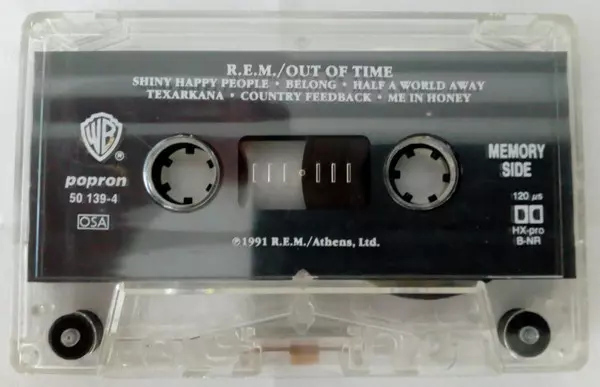 R.E.M./OUT OF TIME
SHINY HAPPY PEOPLE • BELONG • HALF A WORLD AWAY
TEXARKANA • COUNTRY FEEDBACK • ME IN HONEY
WB
®
popron
50 139-4
OSA
MEMORY
SIDE
120 µs
HX-pro
B-NR
℗1991 R.E.M./Athens, Ltd.